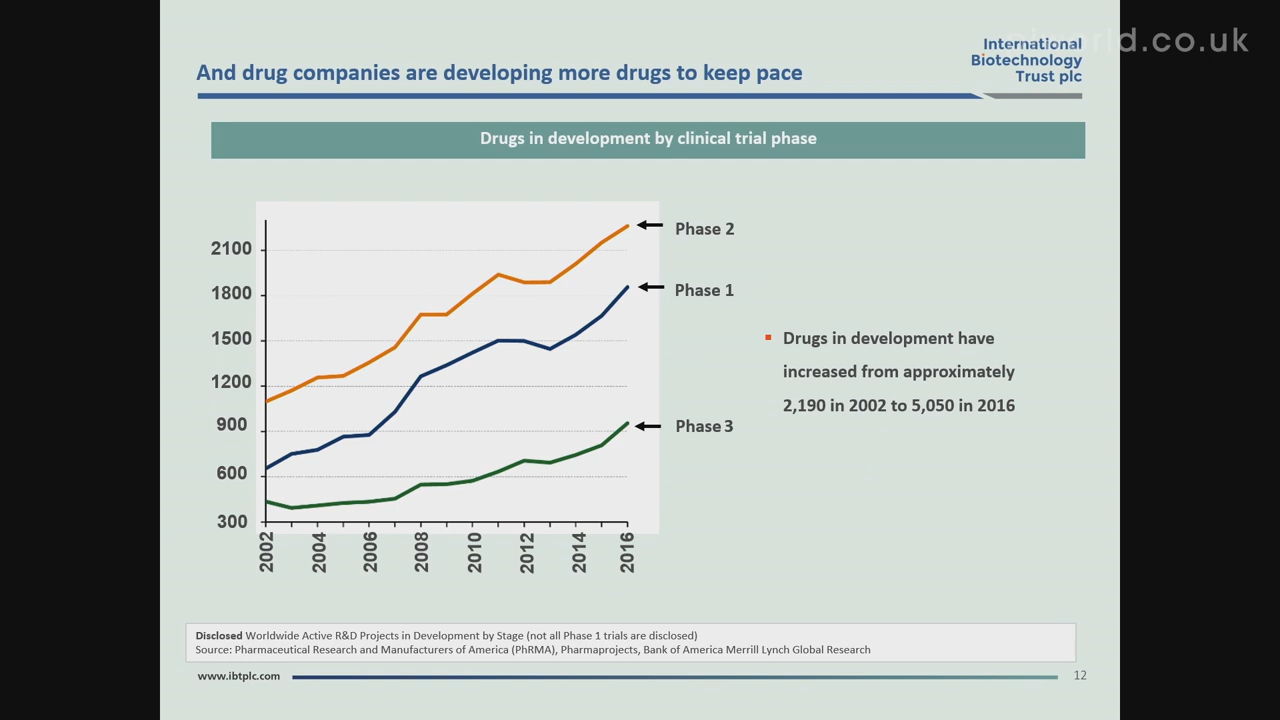 And drug companies are developing more drugs to keep pace
International
Biotechnology
Trust plc
d.co.uk
Drugs in development by clinical trial phase
2100
1800
1500
1200
900
600
300
2002
2004
2006
2008
2010
2012
2014
2016
Phase 2
Phase 1
Phase 3
Drugs in development have
increased from approximately
2,190 in 2002 to 5,050 in 2016
Disclosed Worldwide Active R&D Projects in Development by Stage (not all Phase 1 trials are disclosed)
Source: Pharmaceutical Research and Manufacturers of America (PhRMA), Pharmaprojects, Bank of America Merrill Lynch Global Research
www.ibtplc.com
12